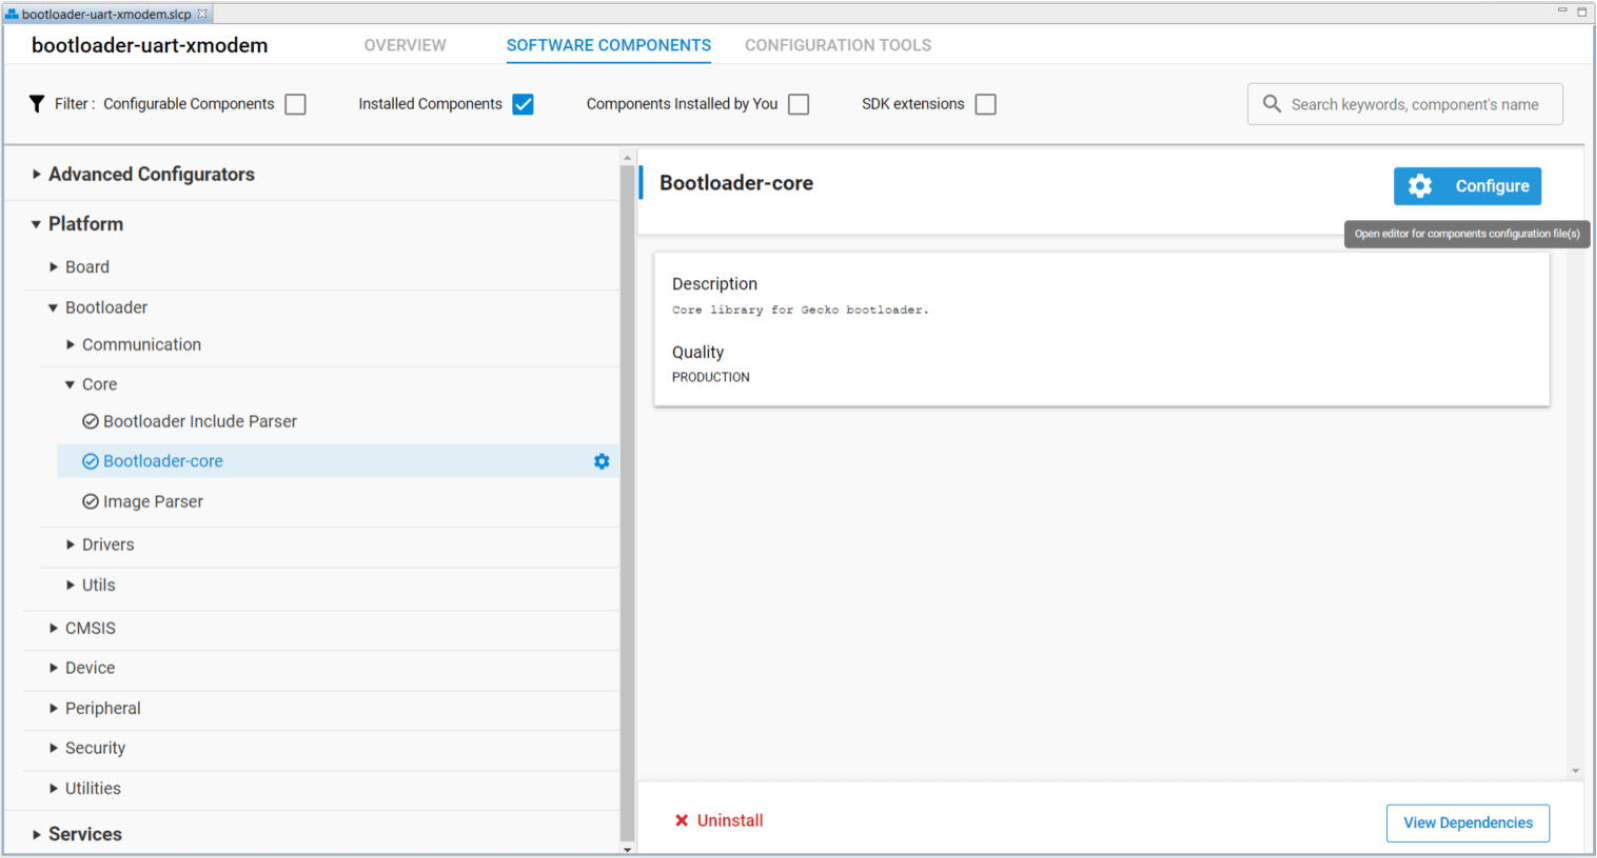 bootloader-uart-xmodem.slcp
bootloader-uart-xmodem
OVERVIEW
SOFTWARE COMPONENTS
CONFIGURATION TOOLS
Filter : Configurable Components
Installed Components
Components Installed by You
SDK extensions
Search keywords, component's name
Advanced Configurators
Platform
Board
Bootloader
Communication
Core
Bootloader Include Parser
Bootloader-core
Image Parser
Drivers
Utils
CMSIS
Device
Peripheral
Security
Utilities
Services
Bootloader-core
Configure
Open editor for components configuration file(s)
Description
Core library for Gecko bootloader.
Quality
PRODUCTION
Uninstall
View Dependencies